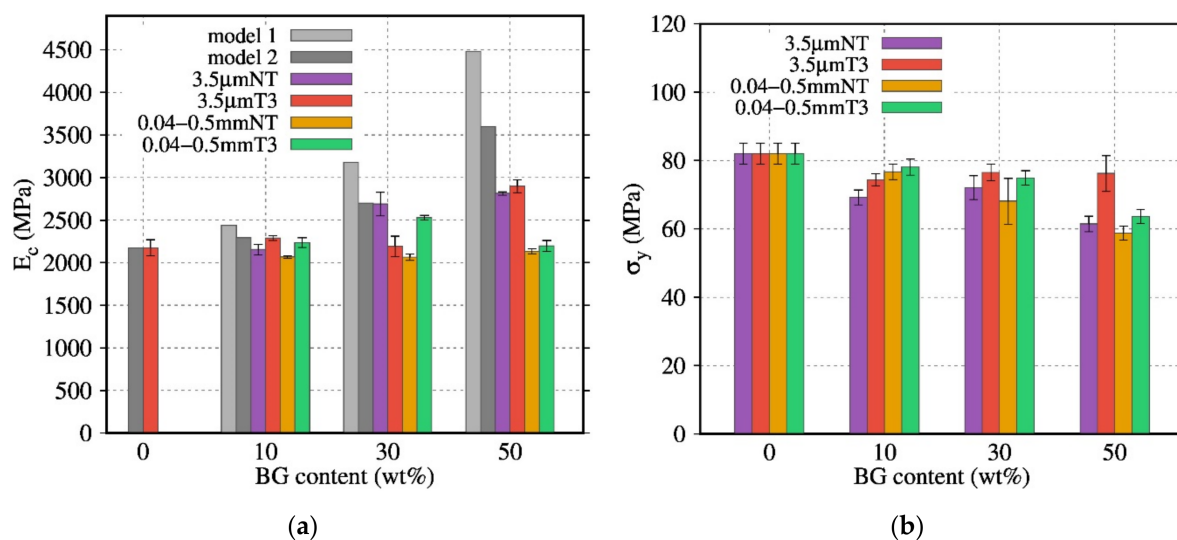 model 1
model 2
3.5μmNT
3.5μmT3
0.04–0.5mmNT
0.04–0.5mmT3
4500
4000
3500
3000
2500
2000
1500
1000
500
0
E_c (MPa)
0 10 30 50
BG content (wt%)
(a)
3.5μmNT
3.5μmT3
0.04–0.5mmNT
0.04–0.5mmT3
120
100
80
60
40
20
0
σ_y (MPa)
0 10 30 50
BG content (wt%)
(b)